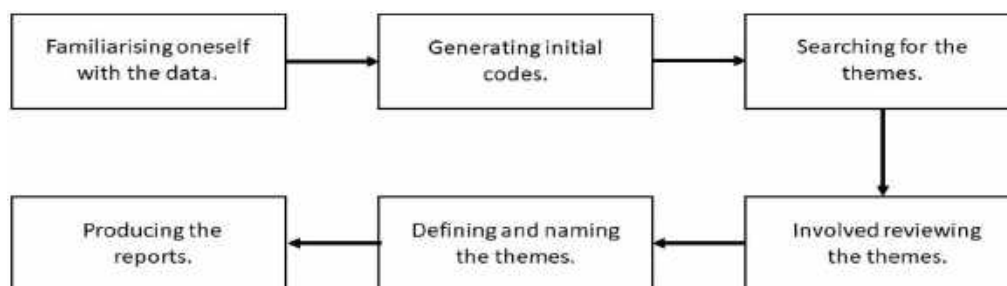 Familiarising oneself
with the data.
Generating initial
codes.
Searching for the
themes.
Involved reviewing
the themes.
Defining and naming
the themes.
Producing the
reports.